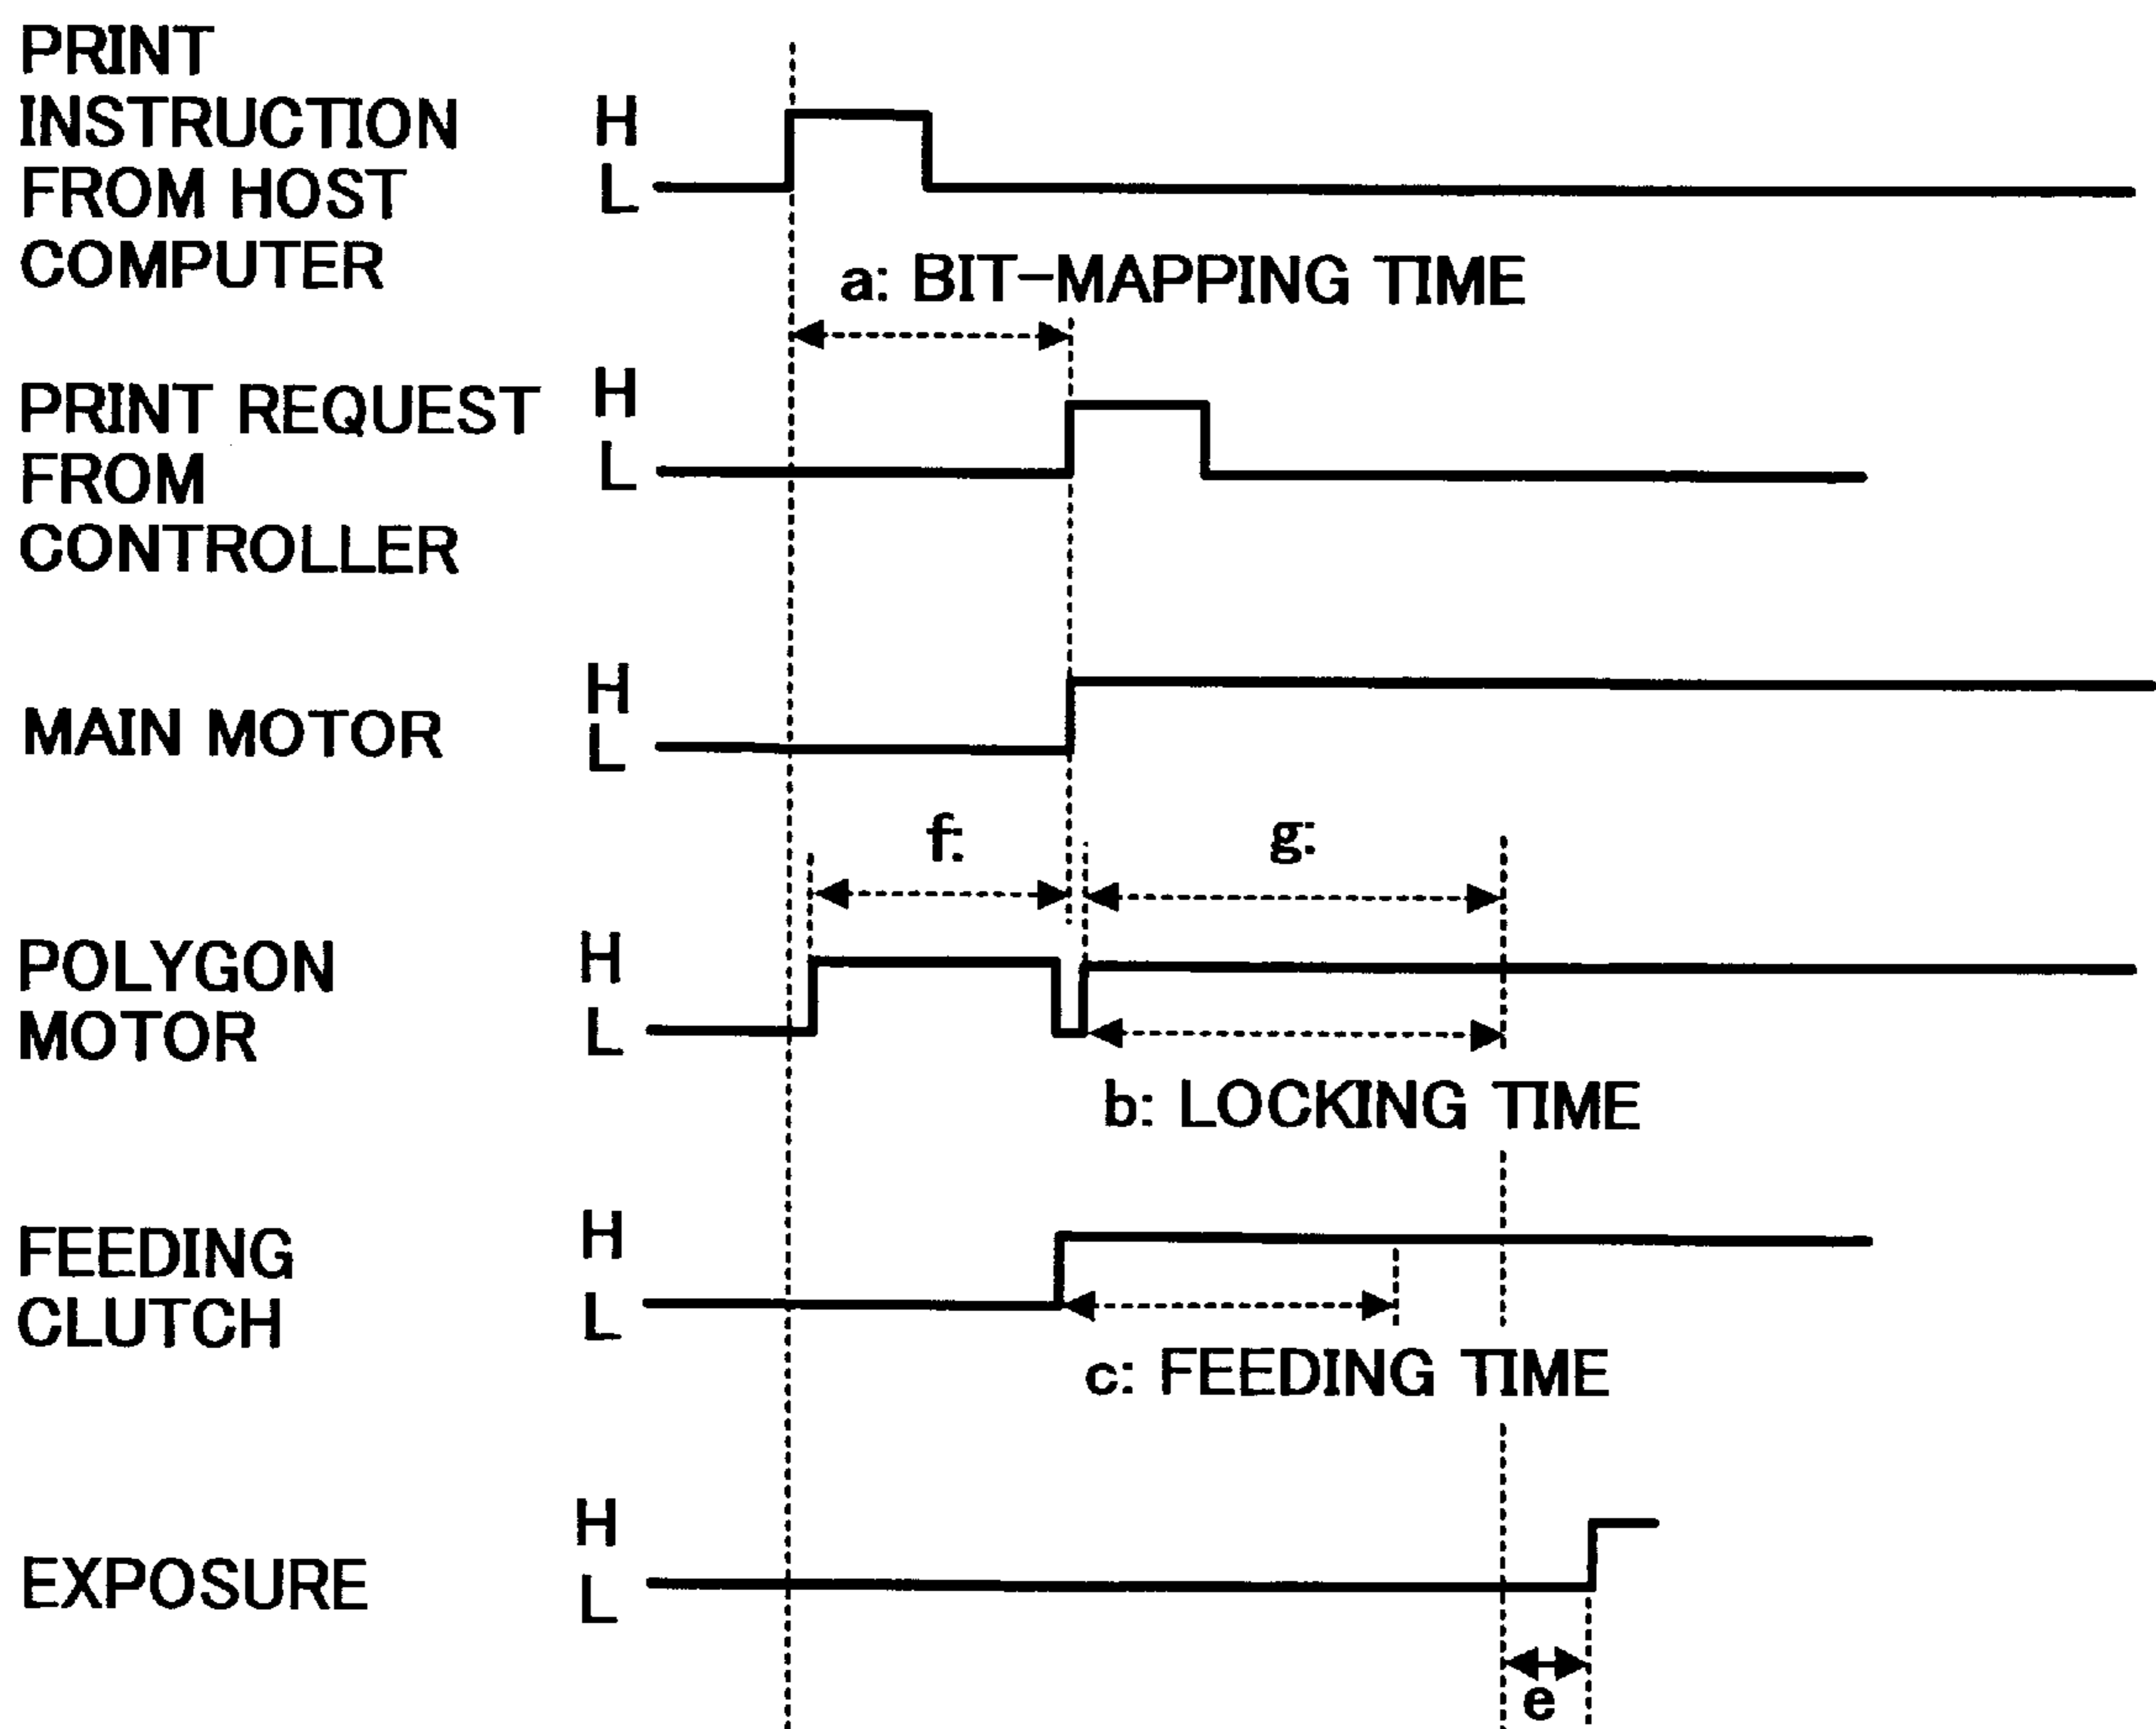 PRINT
INSTRUCTION
FROM HOST
COMPUTER
H
L
a: BIT-MAPPING TIME
PRINT REQUEST
FROM
CONTROLLER
H
L
MAIN MOTOR
H
L
f:
g:
POLYGON
MOTOR
H
L
b: LOCKING TIME
FEEDING
CLUTCH
H
L
c: FEEDING TIME
EXPOSURE
H
L
e